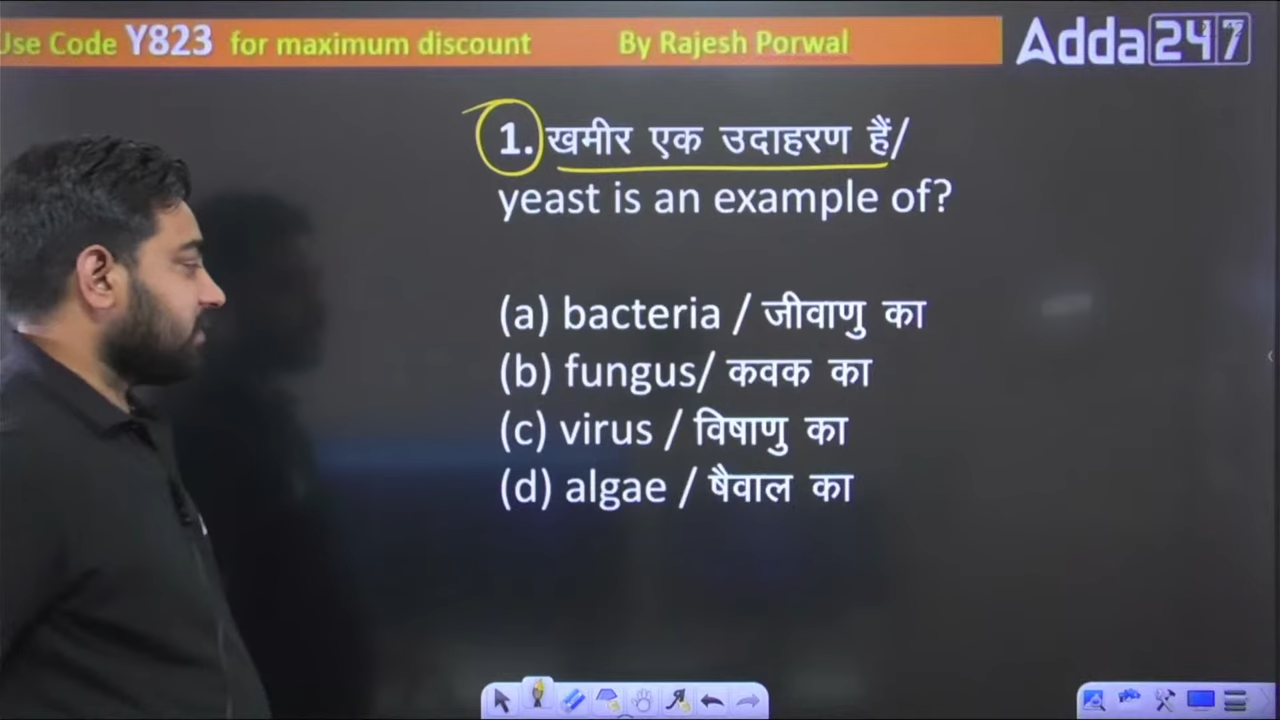 Use Code Y823 for maximum discount By Rajesh Porwal Adda247
1. खमीर एक उदाहरण हैं/
yeast is an example of?
(a) bacteria / जीवाणु का
(b) fungus/ कवक का
(c) virus / विषाणु का
(d) algae / षैवाल का